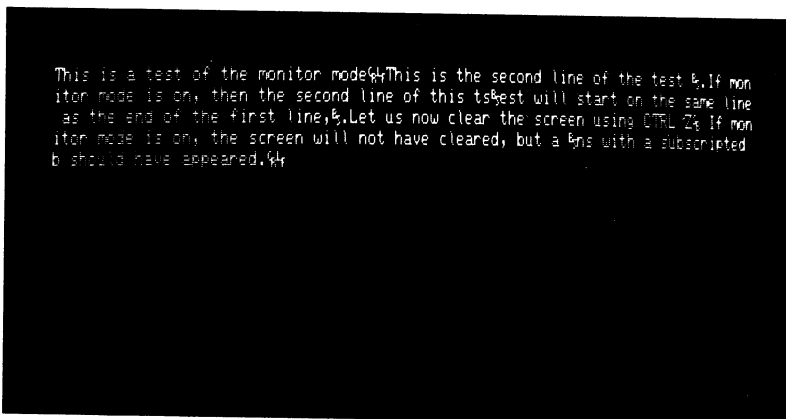 This is a test of the monitor mode␍␊This is the second line of the test ␈.If mon
itor mode is on, then the second line of this ts␈est will start on the same line
as the end of the first line,␈.Let us now clear the screen using CTRL Z If mon
itor mode is on, the screen will not have cleared, but a with a subscripted
b should have appeared.␍␊